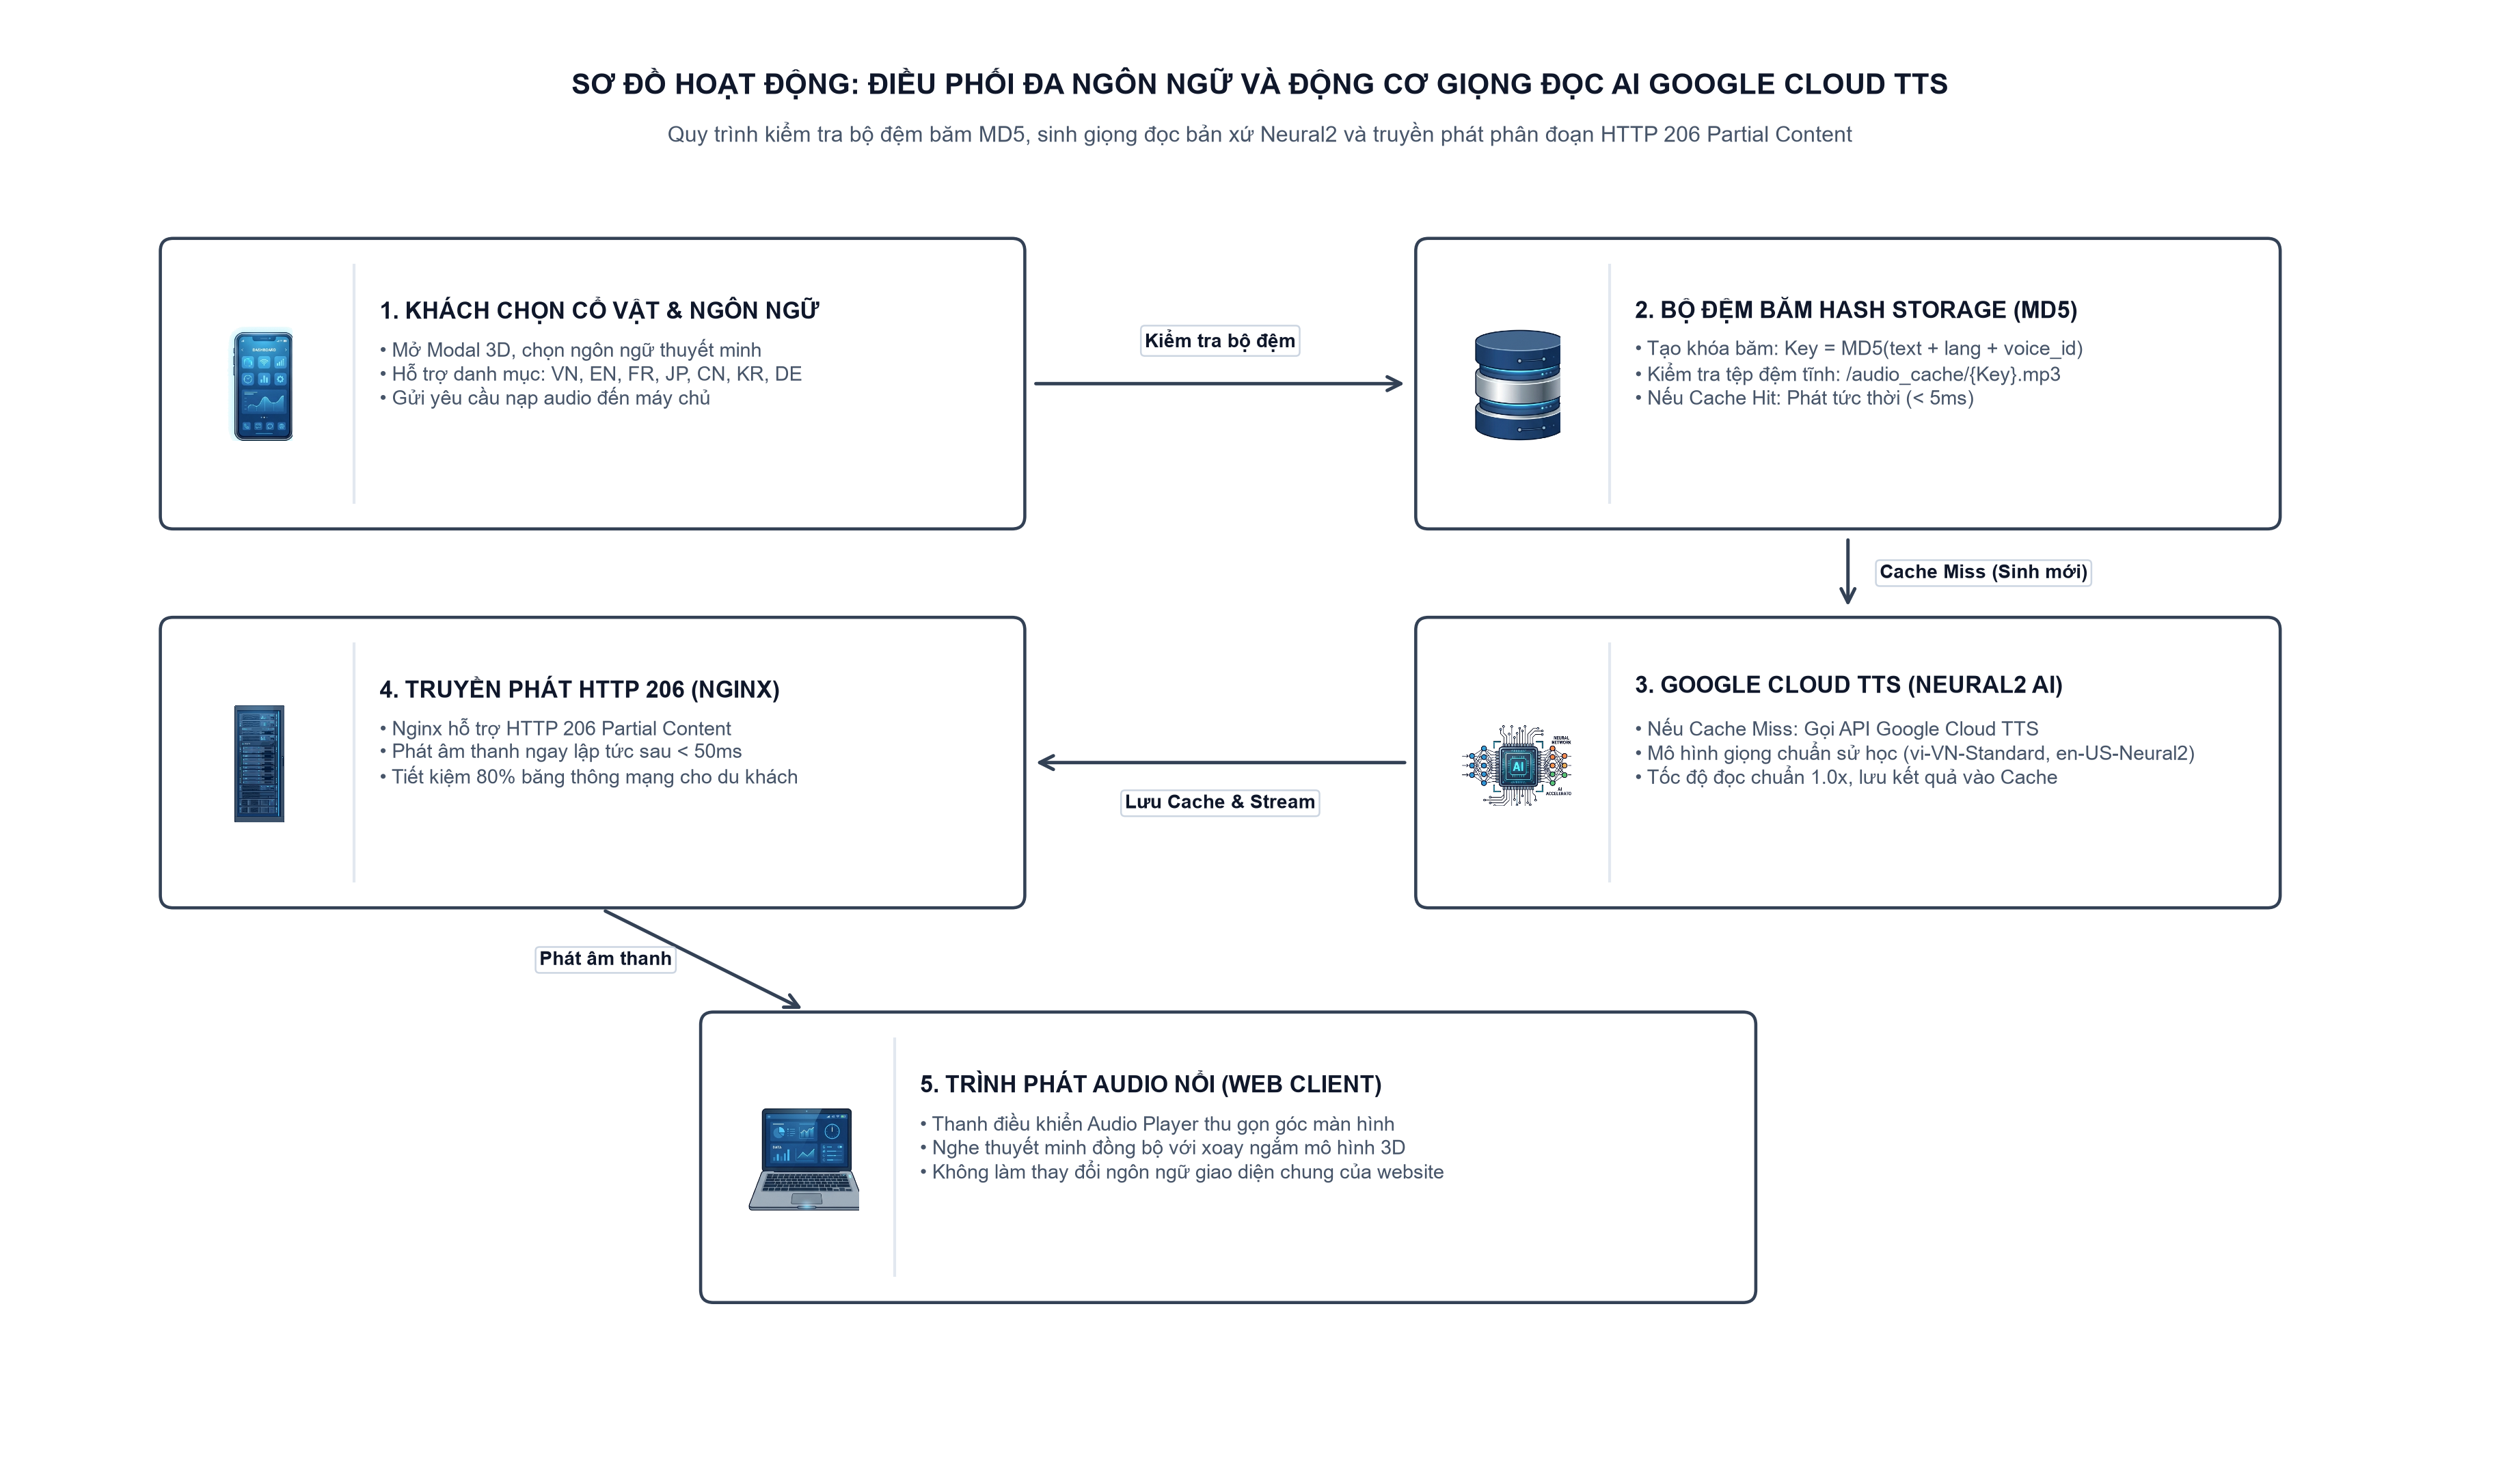 SƠ ĐỒ HOẠT ĐỘNG: ĐIỀU PHỐI ĐA NGÔN NGỮ VÀ ĐỘNG CƠ GIỌNG ĐỌC AI GOOGLE CLOUD TTS
Quy trình kiểm tra bộ đệm băm MD5, sinh giọng đọc bản xứ Neural2 và truyền phát phân đoạn HTTP 206 Partial Content
1. KHÁCH CHỌN CỔ VẬT & NGÔN NGỮ
• Mở Modal 3D, chọn ngôn ngữ thuyết minh
• Hỗ trợ danh mục: VN, EN, FR, JP, CN, KR, DE
• Gửi yêu cầu nạp audio đến máy chủ
Kiểm tra bộ đệm
2. BỘ ĐỆM BĂM HASH STORAGE (MD5)
• Tạo khóa băm: Key = MD5(text + lang + voice_id)
• Kiểm tra tệp đệm tĩnh: /audio_cache/{Key}.mp3
• Nếu Cache Hit: Phát tức thời (< 5ms)
Cache Miss (Sinh mới)
3. GOOGLE CLOUD TTS (NEURAL2 AI)
• Nếu Cache Miss: Gọi API Google Cloud TTS
• Mô hình giọng chuẩn sử học (vi-VN-Standard, en-US-Neural2)
• Tốc độ đọc chuẩn 1.0x, lưu kết quả vào Cache
AI
NEURAL
NETWORK
AI
ACCELERATO
Lưu Cache & Stream
4. TRUYỀN PHÁT HTTP 206 (NGINX)
• Nginx hỗ trợ HTTP 206 Partial Content
• Phát âm thanh ngay lập tức sau < 50ms
• Tiết kiệm 80% băng thông mạng cho du khách
Phát âm thanh
5. TRÌNH PHÁT AUDIO NỔI (WEB CLIENT)
• Thanh điều khiển Audio Player thu gọn góc màn hình
• Nghe thuyết minh đồng bộ với xoay ngắm mô hình 3D
• Không làm thay đổi ngôn ngữ giao diện chung của website